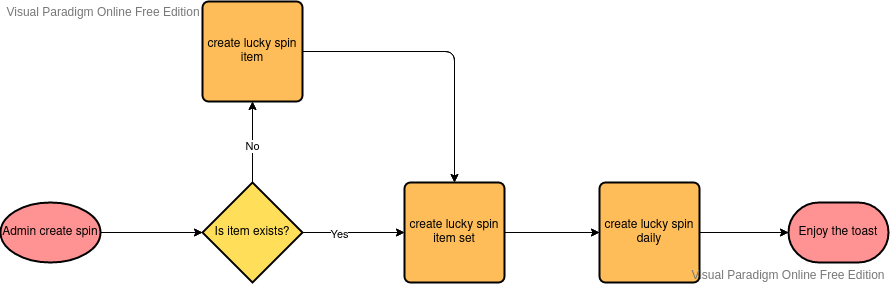 Visual Paradigm Online Free Edition
create lucky spin
item
No
Admin create spin
Is item exists?
Yes
create lucky spin
item set
create lucky spin
daily
Enjoy the toast
Visual Paradigm Online Free Edition